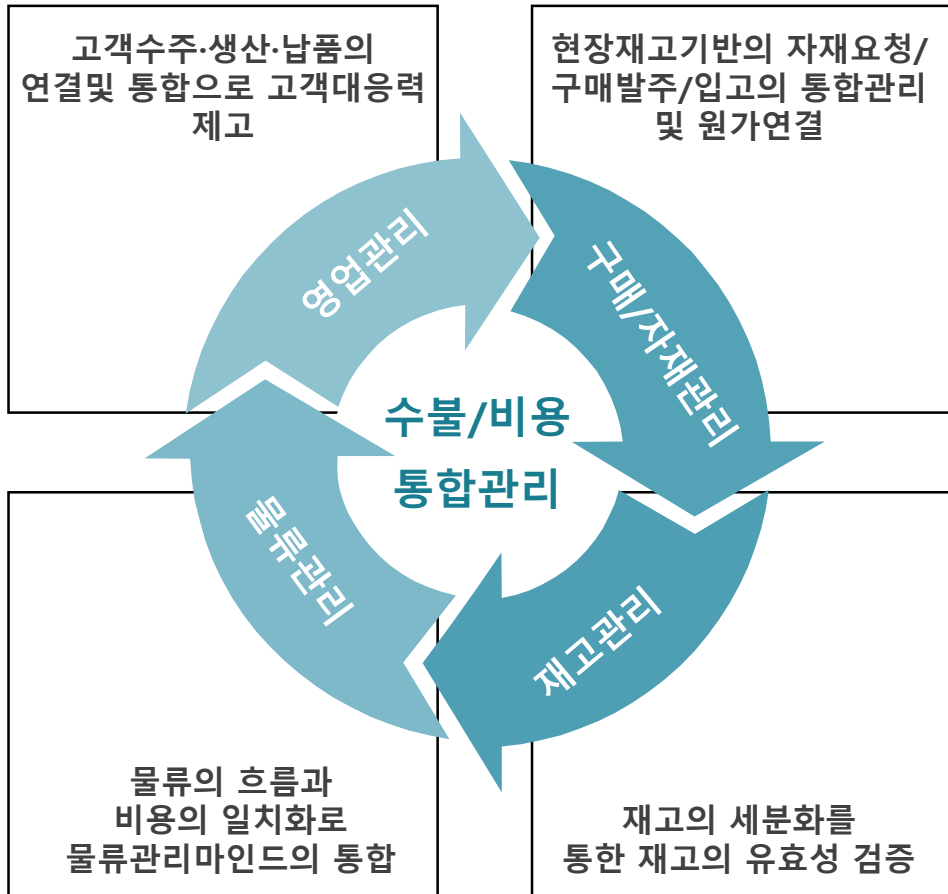 고객수주·생산·납품의
연결및 통합으로 고객대응력
제고
현장재고기반의 자재요청/
구매발주/입고의 통합관리
및 원가연결
영업관리
구매/자재관리
수불/비용
통합관리
물류관리
재고관리
물류의 흐름과
비용의 일치화로
물류관리마인드의 통합
재고의 세분화를
통한 재고의 유효성 검증